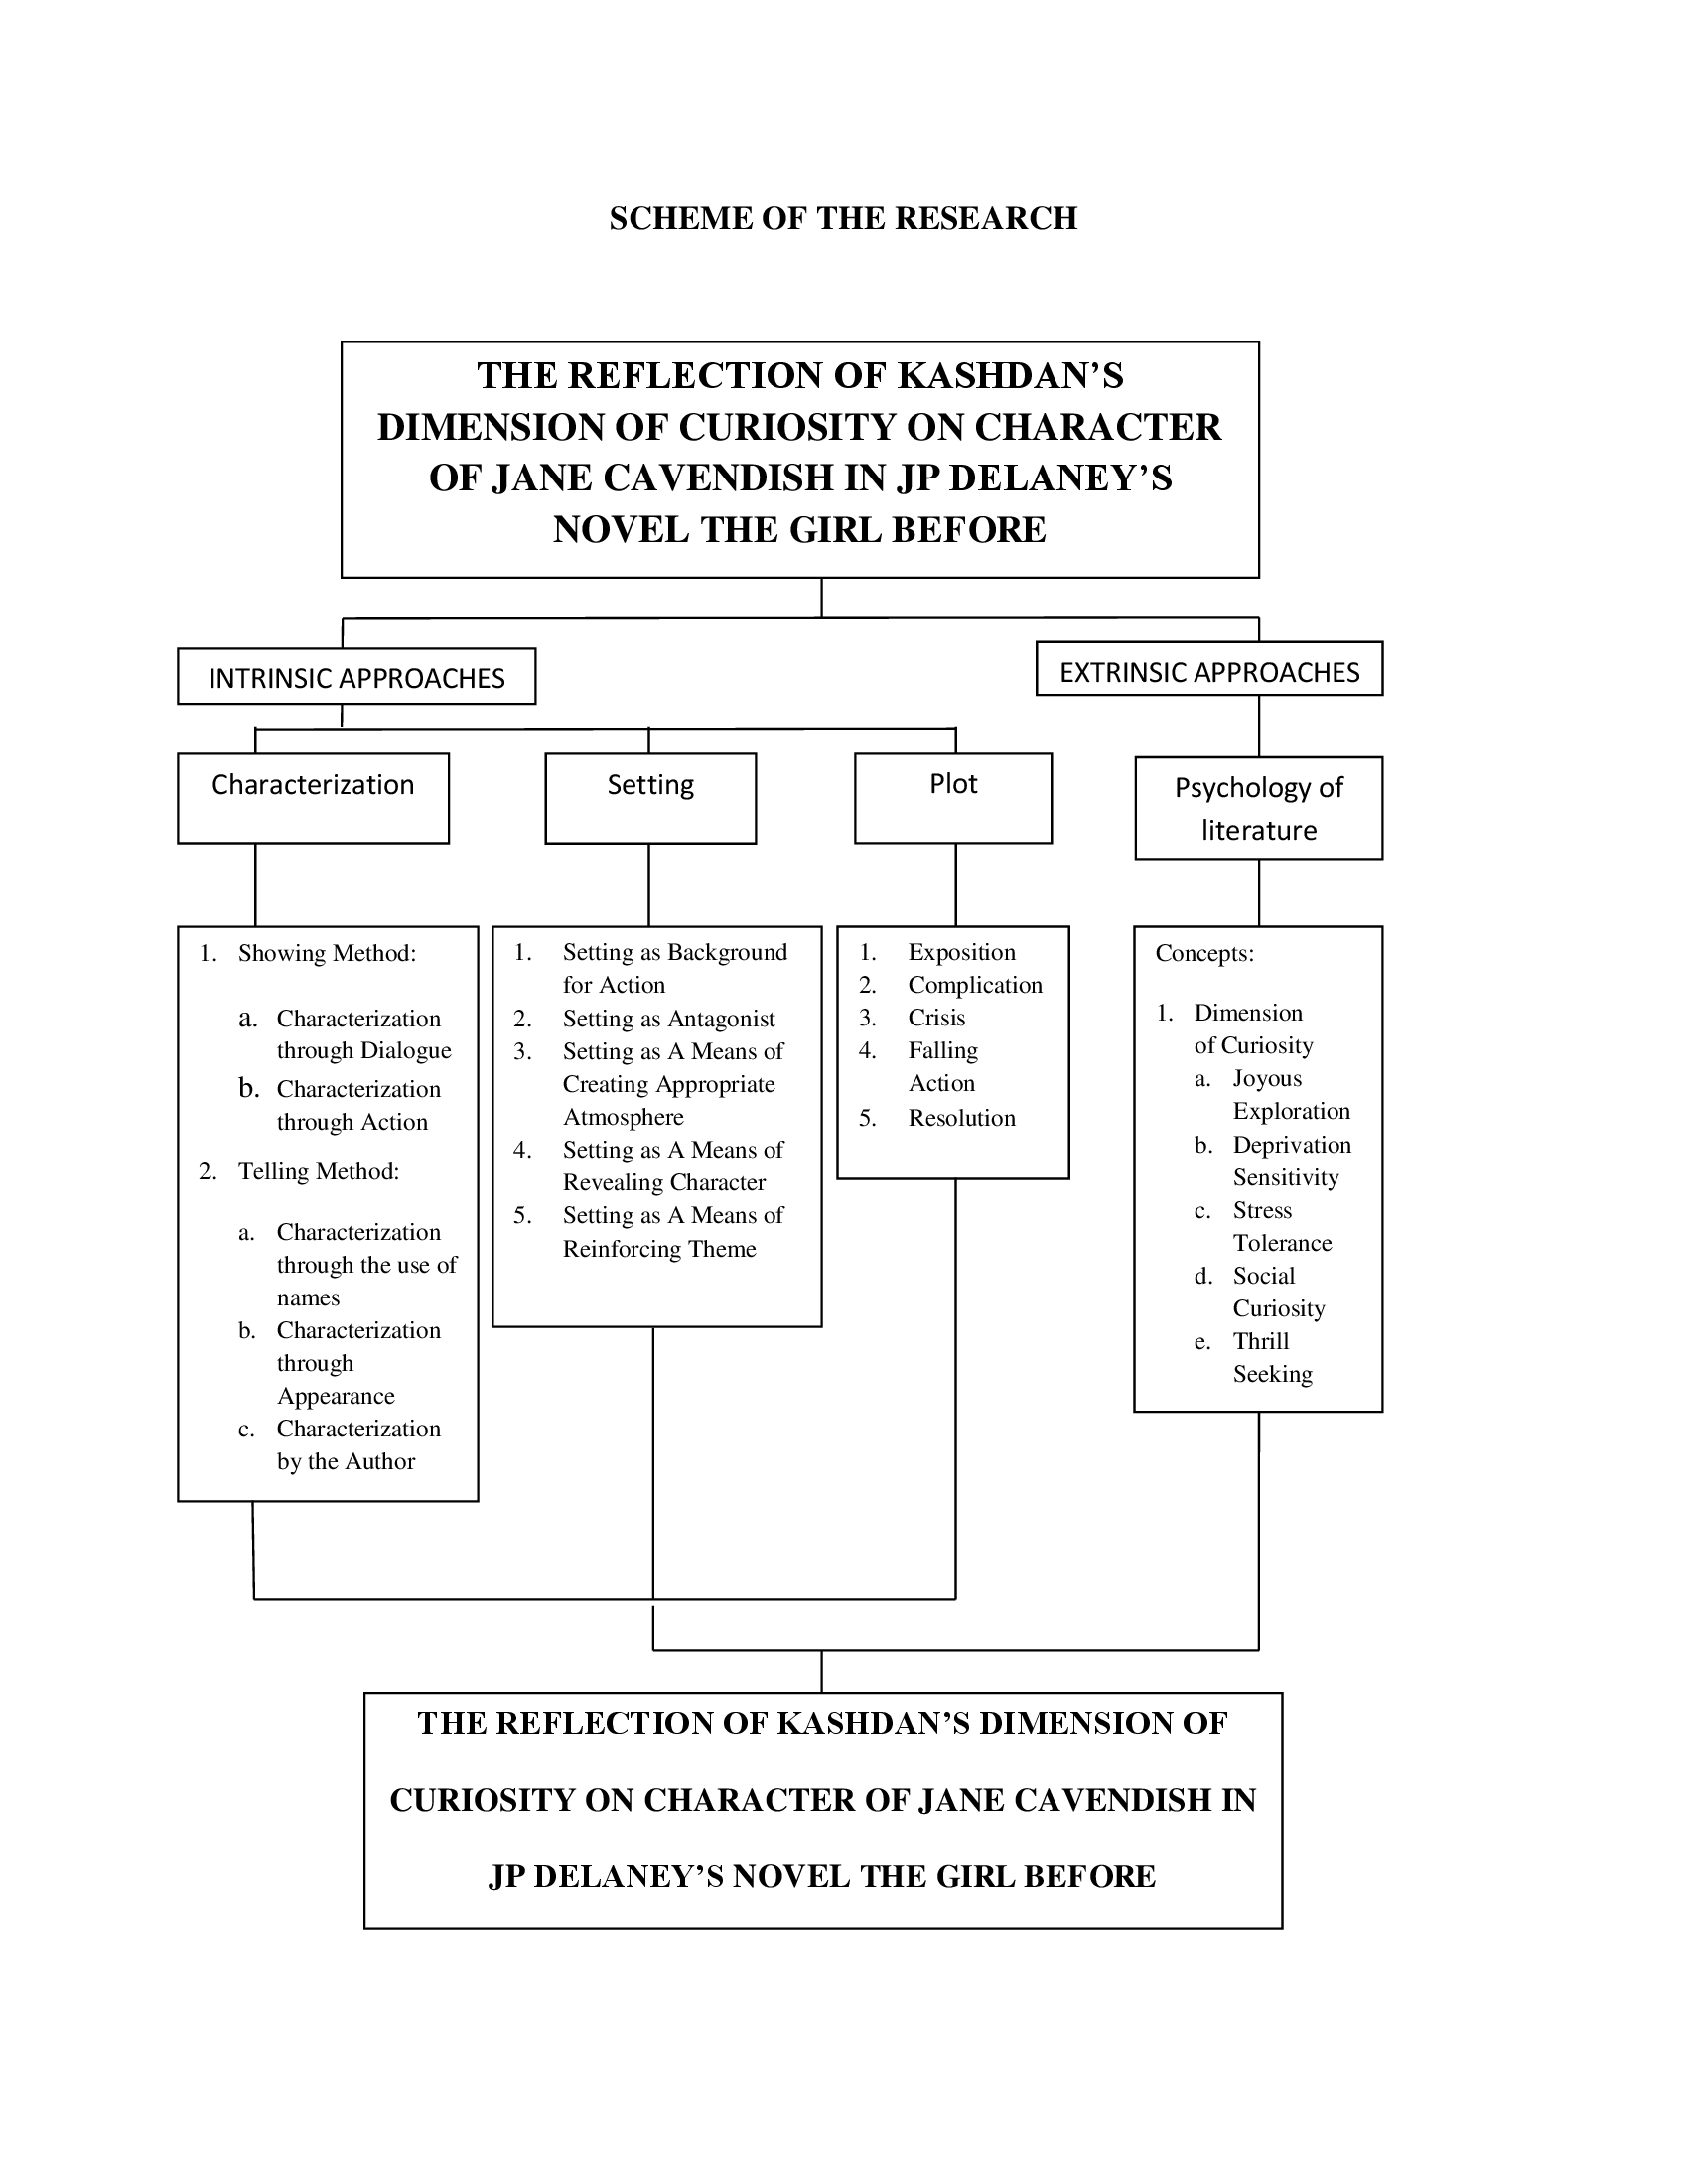 SCHEME OF THE RESEARCH
THE REFLECTION OF KASHDAN’S
DIMENSION OF CURIOSITY ON CHARACTER
OF JANE CAVENDISH IN JP DELANEY’S
NOVEL THE GIRL BEFORE
INTRINSIC APPROACHES
EXTRINSIC APPROACHES
Characterization
Setting
Plot
Psychology of
literature
1. Showing Method:
a. Characterization
through Dialogue
b. Characterization
through Action
2. Telling Method:
a. Characterization
through the use of
names
b. Characterization
through
Appearance
c. Characterization
by the Author
1. Setting as Background
for Action
2. Setting as Antagonist
3. Setting as A Means of
Creating Appropriate
Atmosphere
4. Setting as A Means of
Revealing Character
5. Setting as A Means of
Reinforcing Theme
1. Exposition
2. Complication
3. Crisis
4. Falling
Action
5. Resolution
Concepts:
1. Dimension
of Curiosity
a. Joyous
Exploration
b. Deprivation
Sensitivity
c. Stress
Tolerance
d. Social
Curiosity
e. Thrill
Seeking
THE REFLECTION OF KASHDAN’S DIMENSION OF
CURIOSITY ON CHARACTER OF JANE CAVENDISH IN
JP DELANEY’S NOVEL THE GIRL BEFORE